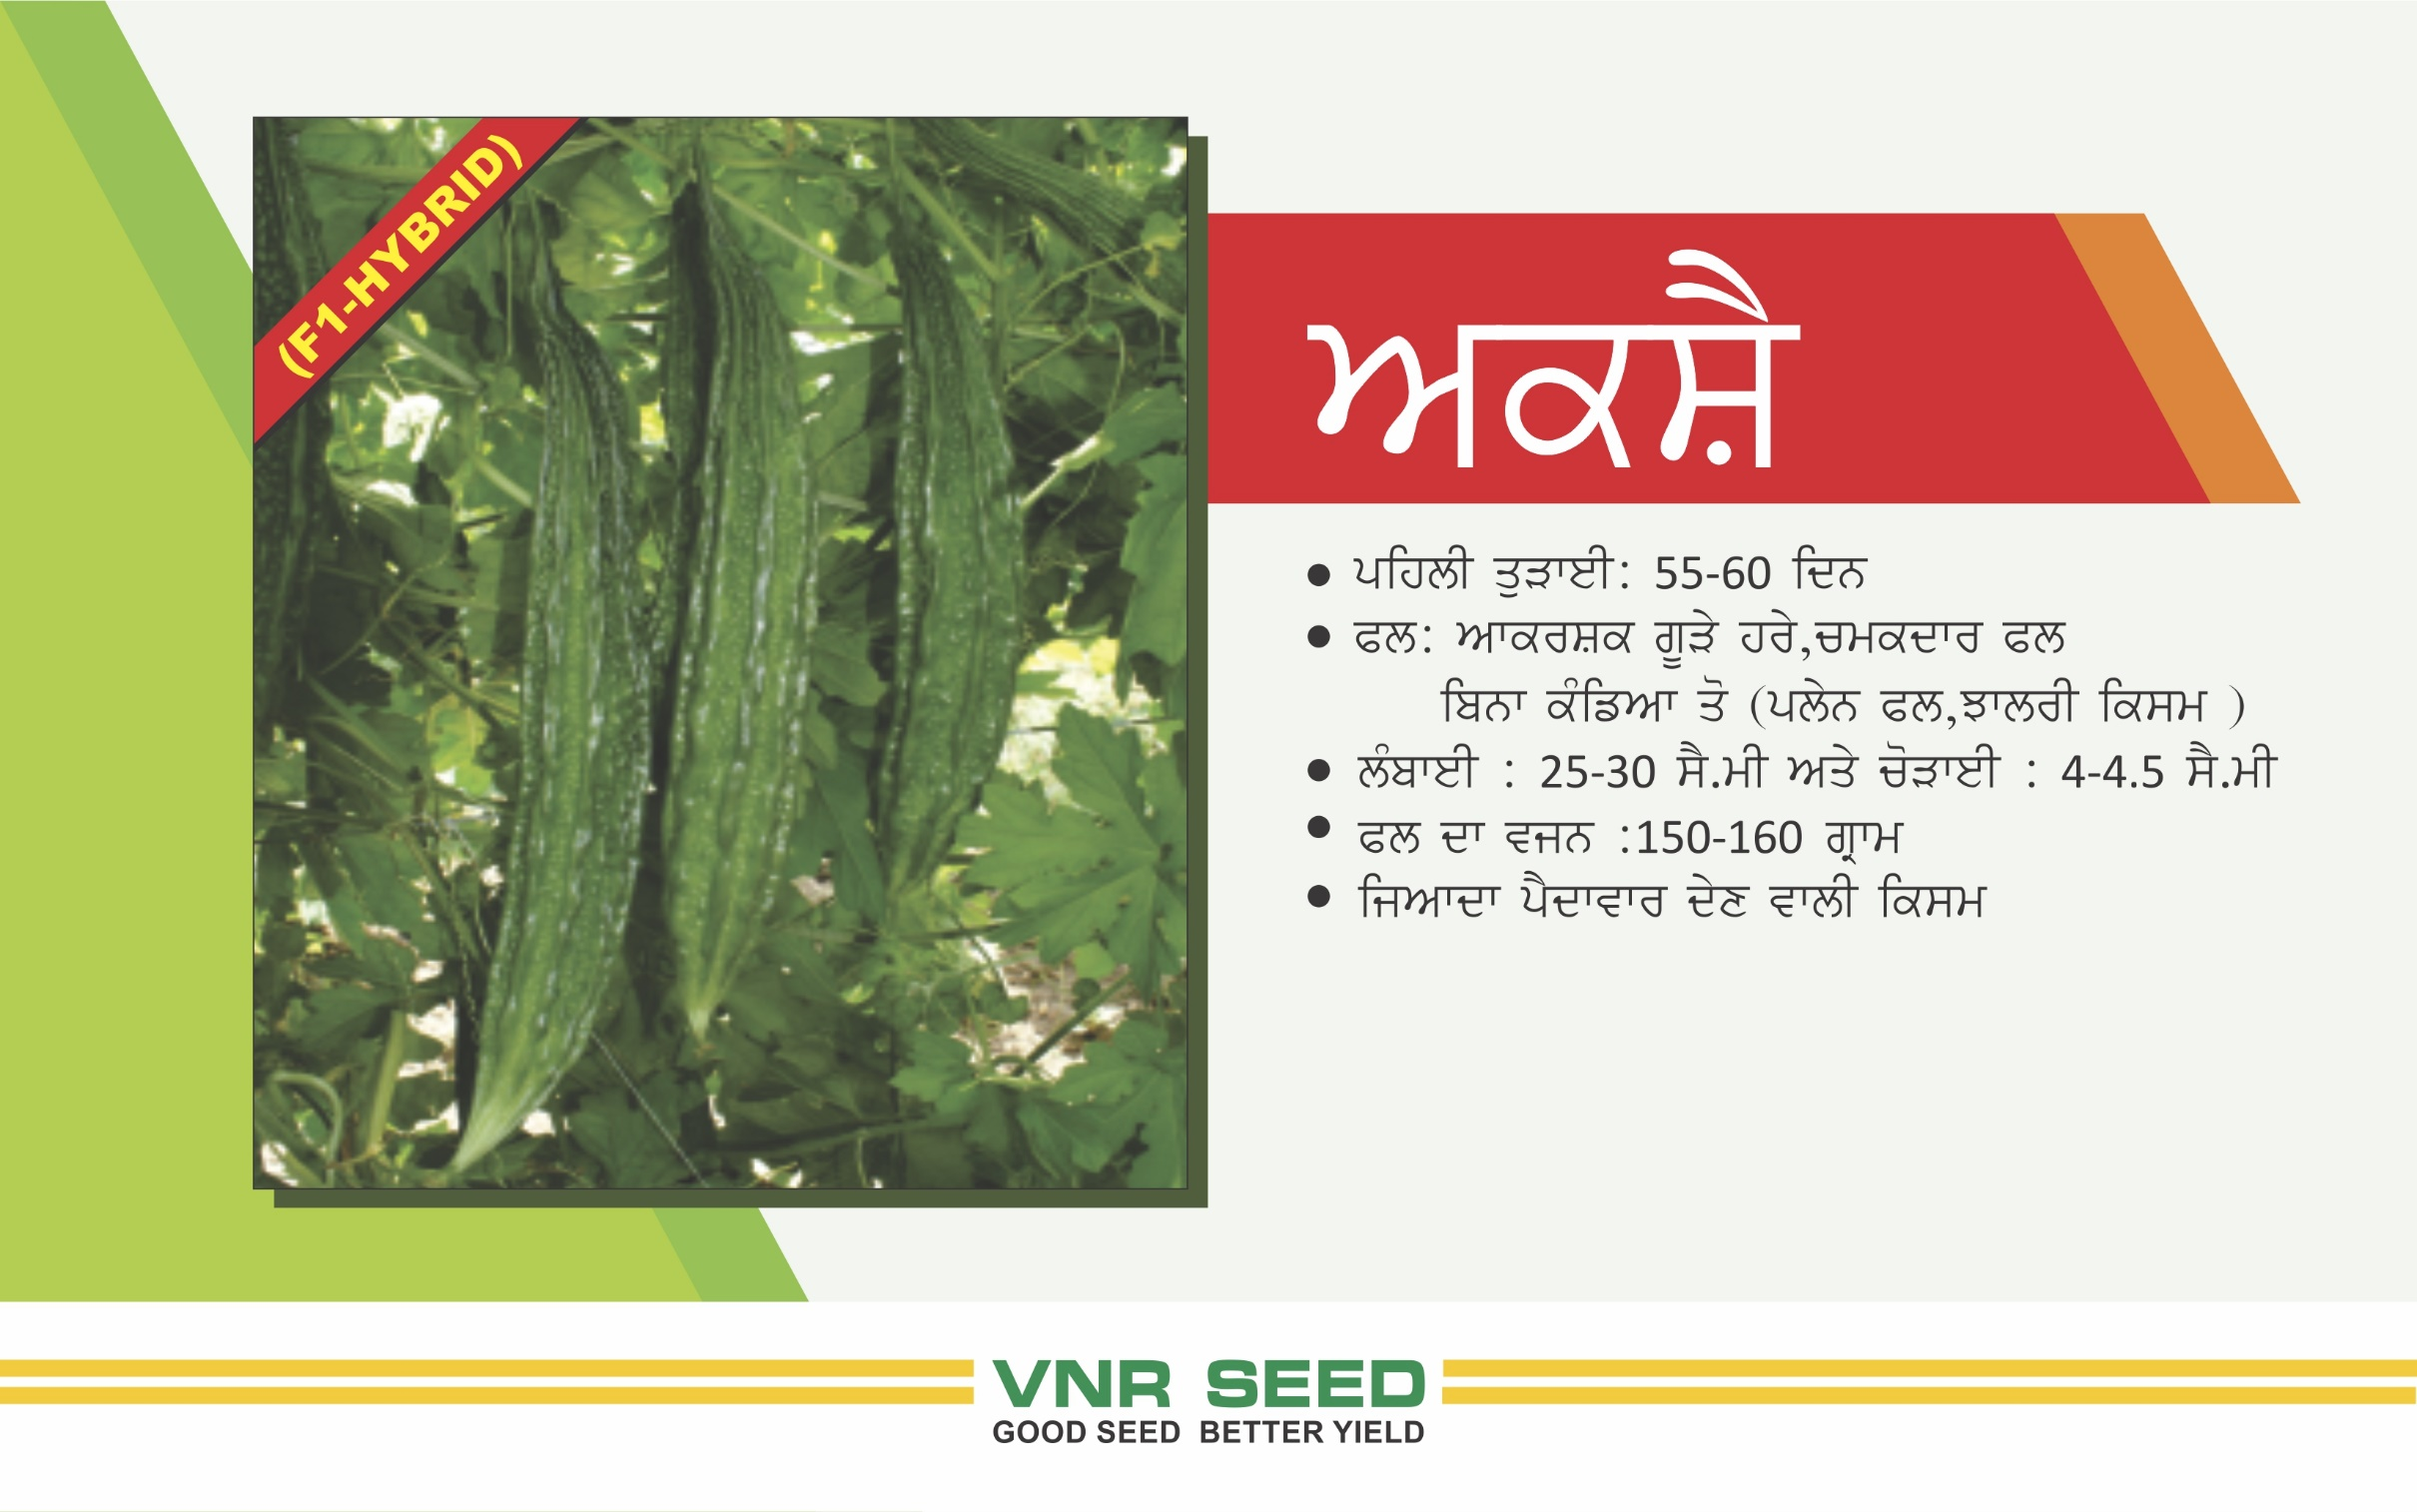 (F1-HYBRID))
ਅਕਸ਼ੈ
● ਪਹਿਲੀ ਤੁੜਾਈ: 55-60 ਦਿਨ
● ਫਲ: ਆਕਰਸ਼ਕ ਗੂੜੇ ਹਰੇ,ਚਮਕਦਾਰ ਫਲ
ਬਿਨਾ ਕੰਡਿਆ ਤੋਂ (ਪਲੇਨ ਫਲ,ਝਾਲਰੀ ਕਿਸਮ )
● ਲੰਬਾਈ : 25-30 ਸੈ.ਮੀ ਅਤੇ ਚੋੜਾਈ : 4-4.5 ਸੈ.ਮੀ
● ਫਲ ਦਾ ਵਜਨ :150-160 ਗ੍ਰਾਮ
● ਜਿਆਦਾ ਪੈਦਾਵਾਰ ਦੇਣ ਵਾਲੀ ਕਿਸਮ
VNR SEED
GOOD SEED BETTER YIELD